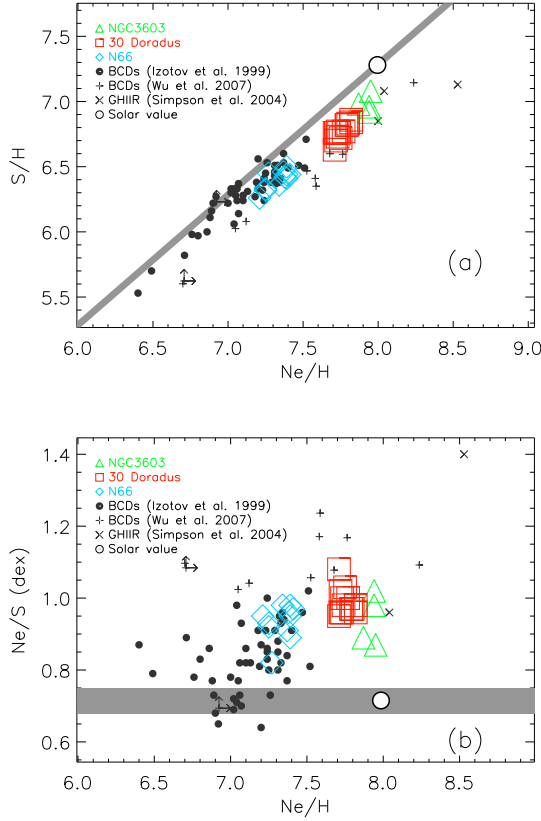 7.5
7.0
6.5
6.0
5.5
S/H
NGC3603
30 Doradus
N66
BCDs (Izotov et al. 1999)
BCDs (Wu et al. 2007)
GHIIR (Simpson et al. 2004)
Solar value
(a)
6.0 6.5 7.0 7.5 8.0 8.5 9.0
Ne/H
1.4
1.2
1.0
0.8
0.6
Ne/S (dex)
NGC3603
30 Doradus
N66
BCDs (Izotov et al. 1999)
BCDs (Wu et al. 2007)
GHIIR (Simpson et al. 2004)
Solar value
(b)
6.0 6.5 7.0 7.5 8.0 8.5
Ne/H